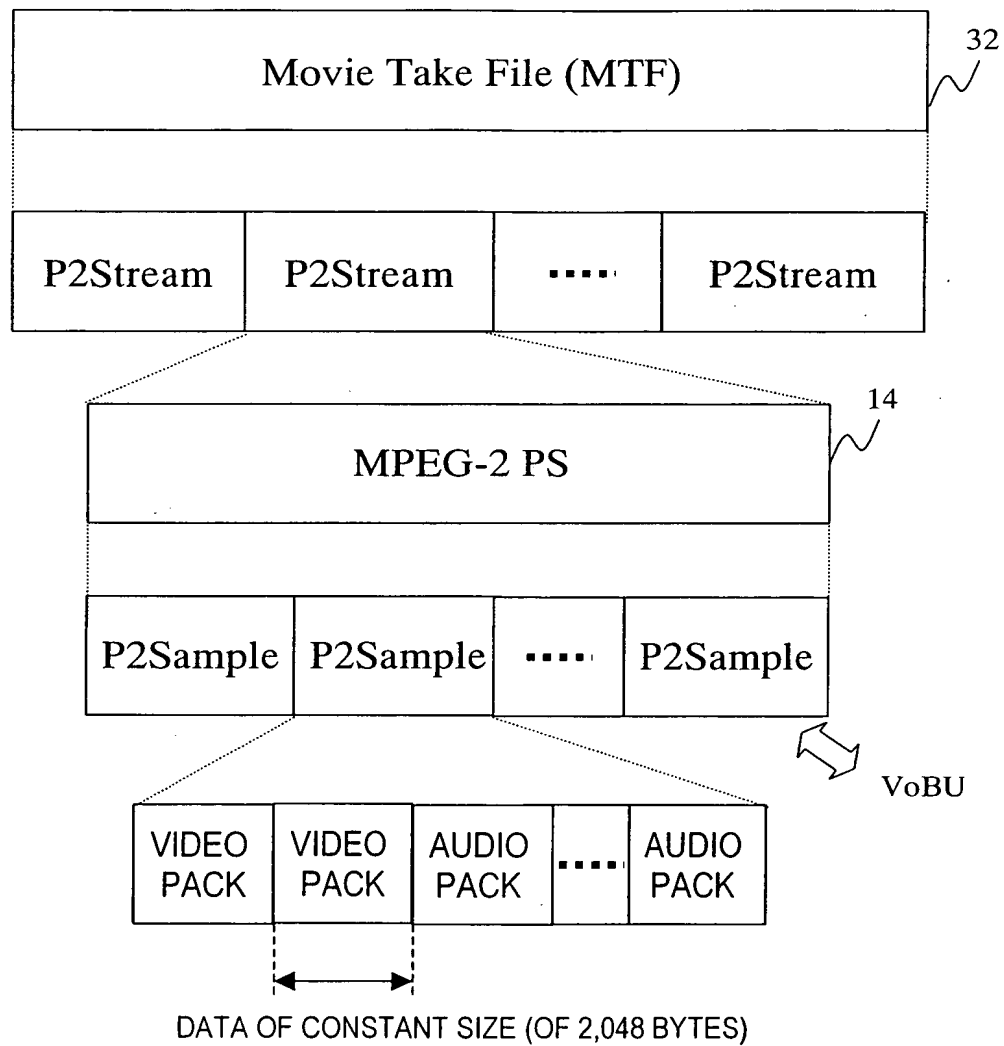 32
Movie Take File (MTF)
P2Stream P2Stream ..... P2Stream
14
MPEG-2 PS
P2Sample P2Sample ..... P2Sample
VoBU
VIDEO PACK VIDEO PACK AUDIO PACK ..... AUDIO PACK
DATA OF CONSTANT SIZE (OF 2,048 BYTES)